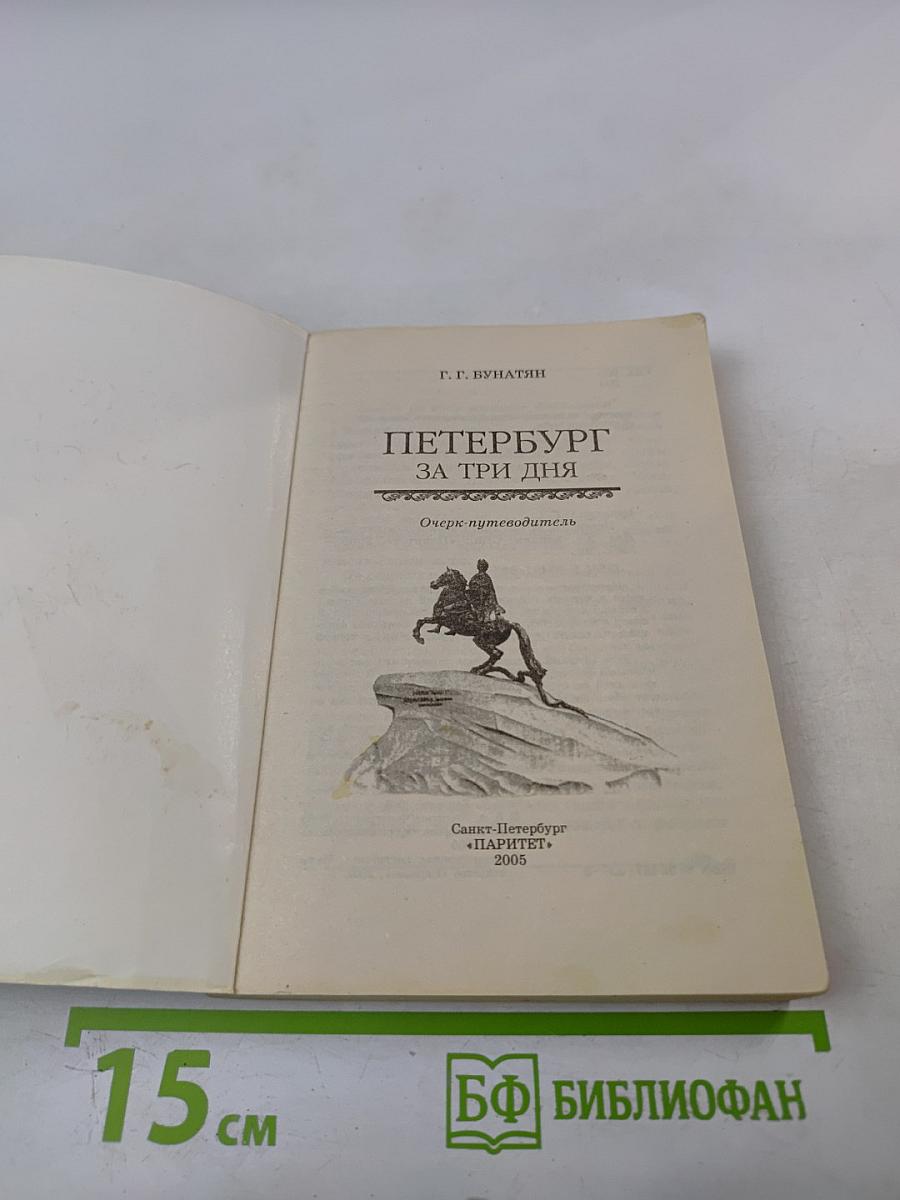 Г. Г. БУНАТЯН
ПЕТЕРБУРГ
ЗА ТРИ ДНЯ
Очерк-путеводитель
Санкт-Петербург
«ПАРИТЕТ»
2005
15 см
БФ БИБЛИОФАН